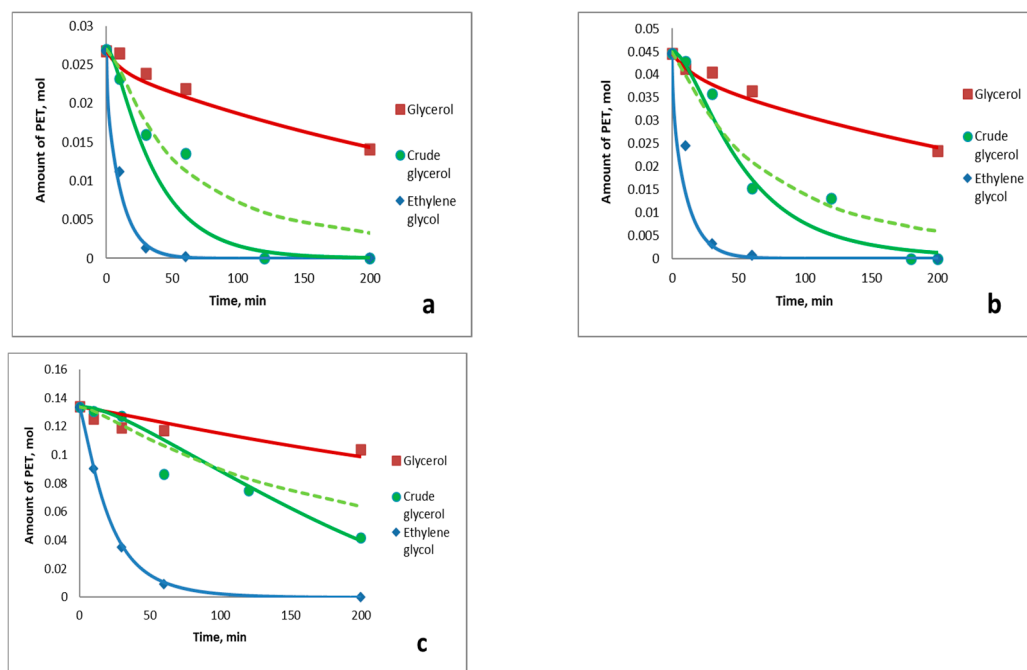 0.03
0.025
0.02
0.015
0.01
0.005
0
0
50
100
150
200
Amount of PET, mol
Time, min
Glycerol
Crude
glycerol
Ethylene
glycol
a
0.05
0.045
0.04
0.035
0.03
0.025
0.02
0.015
0.01
0.005
0
0
50
100
150
200
Amount of PET, mol
Time, min
Glycerol
Crude
glycerol
Ethylene
glycol
b
0.16
0.14
0.12
0.1
0.08
0.06
0.04
0.02
0
0
50
100
150
200
Amount of PET, mol
Time, min
Glycerol
Crude
glycerol
Ethylene
glycol
c